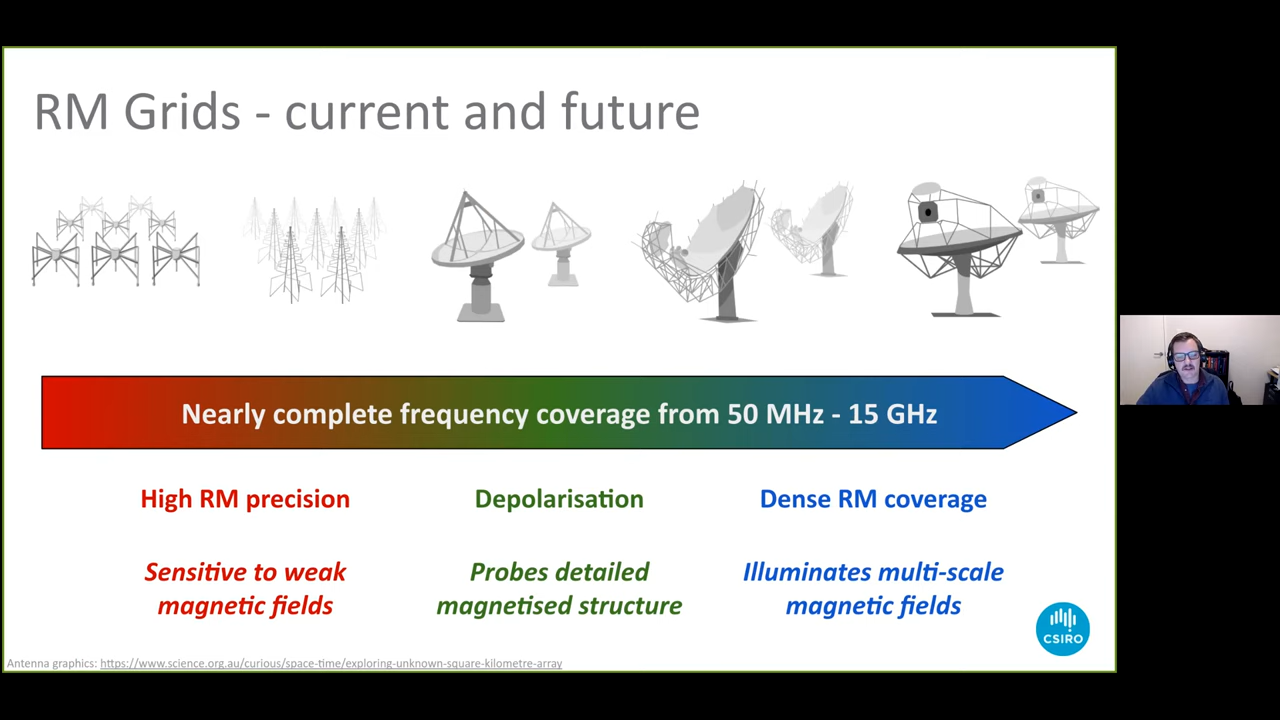 RM Grids - current and future
Nearly complete frequency coverage from 50 MHz - 15 GHz
High RM precision
Depolarisation
Dense RM coverage
Sensitive to weak
magnetic fields
Probes detailed
magnetised structure
Illuminates multi-scale
magnetic fields
CSIRO
Antenna graphics: https://www.science.org.au/curious/space-time/exploring-unknown-square-kilometre-array